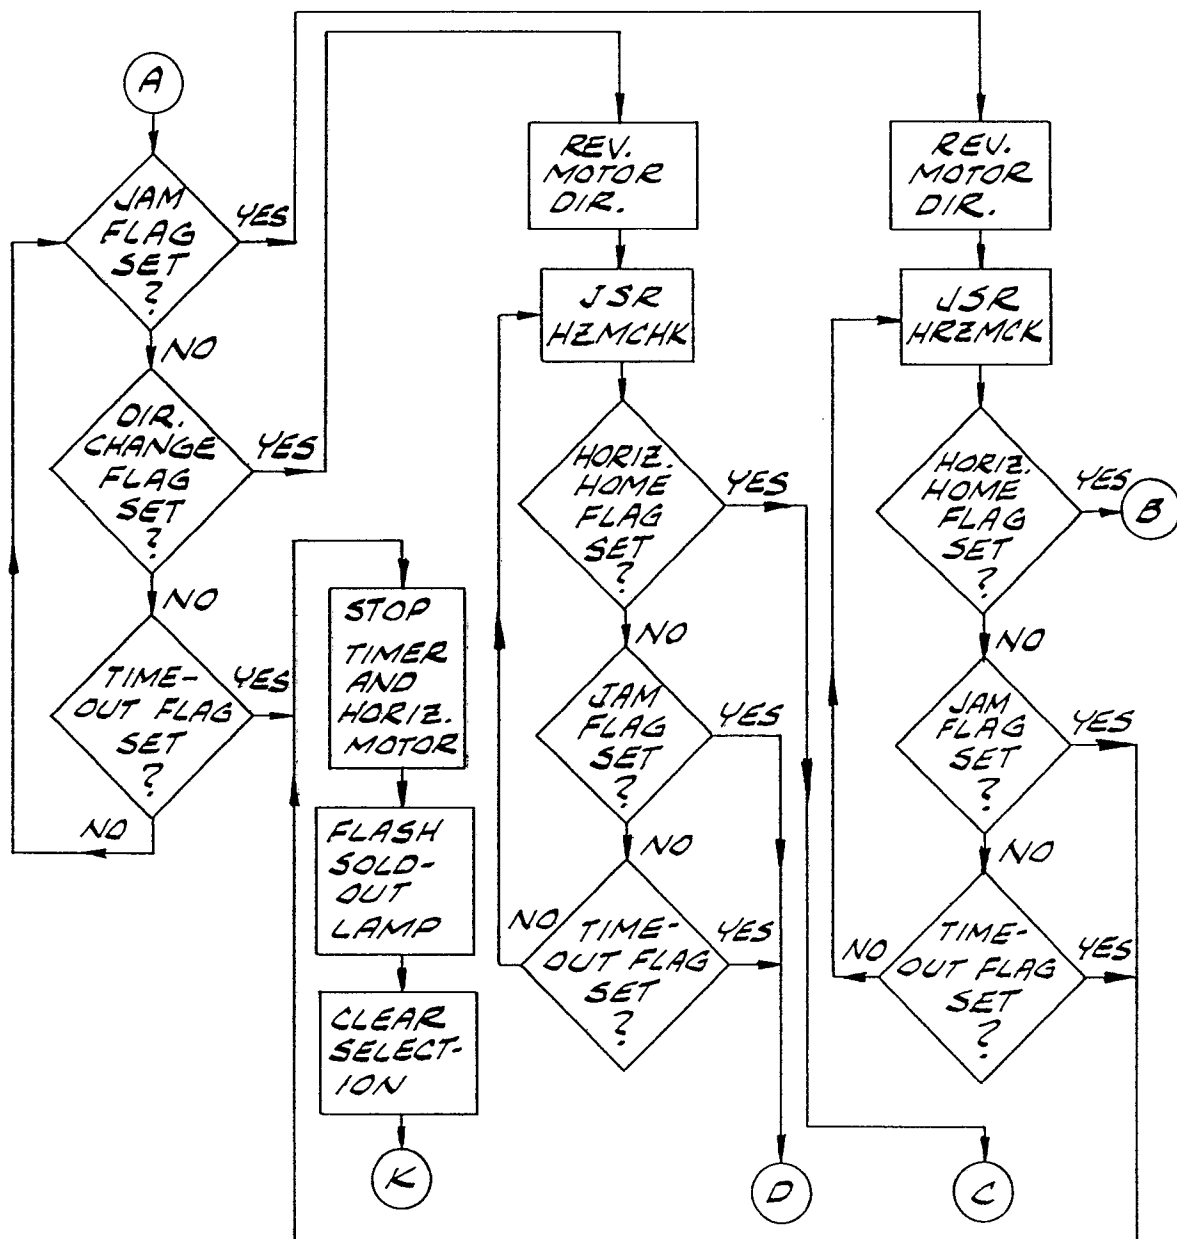 A
JAM
FLAG
SET
?
YES
NO
DIR.
CHANGE
FLAG
SET
?
YES
NO
TIME-
OUT FLAG
SET
?
YES
NO
STOP
TIMER
AND
HORIZ.
MOTOR
FLASH
SOLD-
OUT
LAMP
CLEAR
SELECT-
ION
K
REV.
MOTOR
DIR.
JSR
HZMCHK
HORIZ.
HOME
FLAG
SET
?
YES
NO
JAM
FLAG
SET
?
YES
NO
TIME-
OUT FLAG
SET
?
NO
YES
D
REV.
MOTOR
DIR.
JSR
HRZMCK
HORIZ.
HOME
FLAG
SET
?
YES
B
NO
JAM
FLAG
SET
?
YES
NO
TIME-
OUT FLAG
SET
?
NO
YES
C